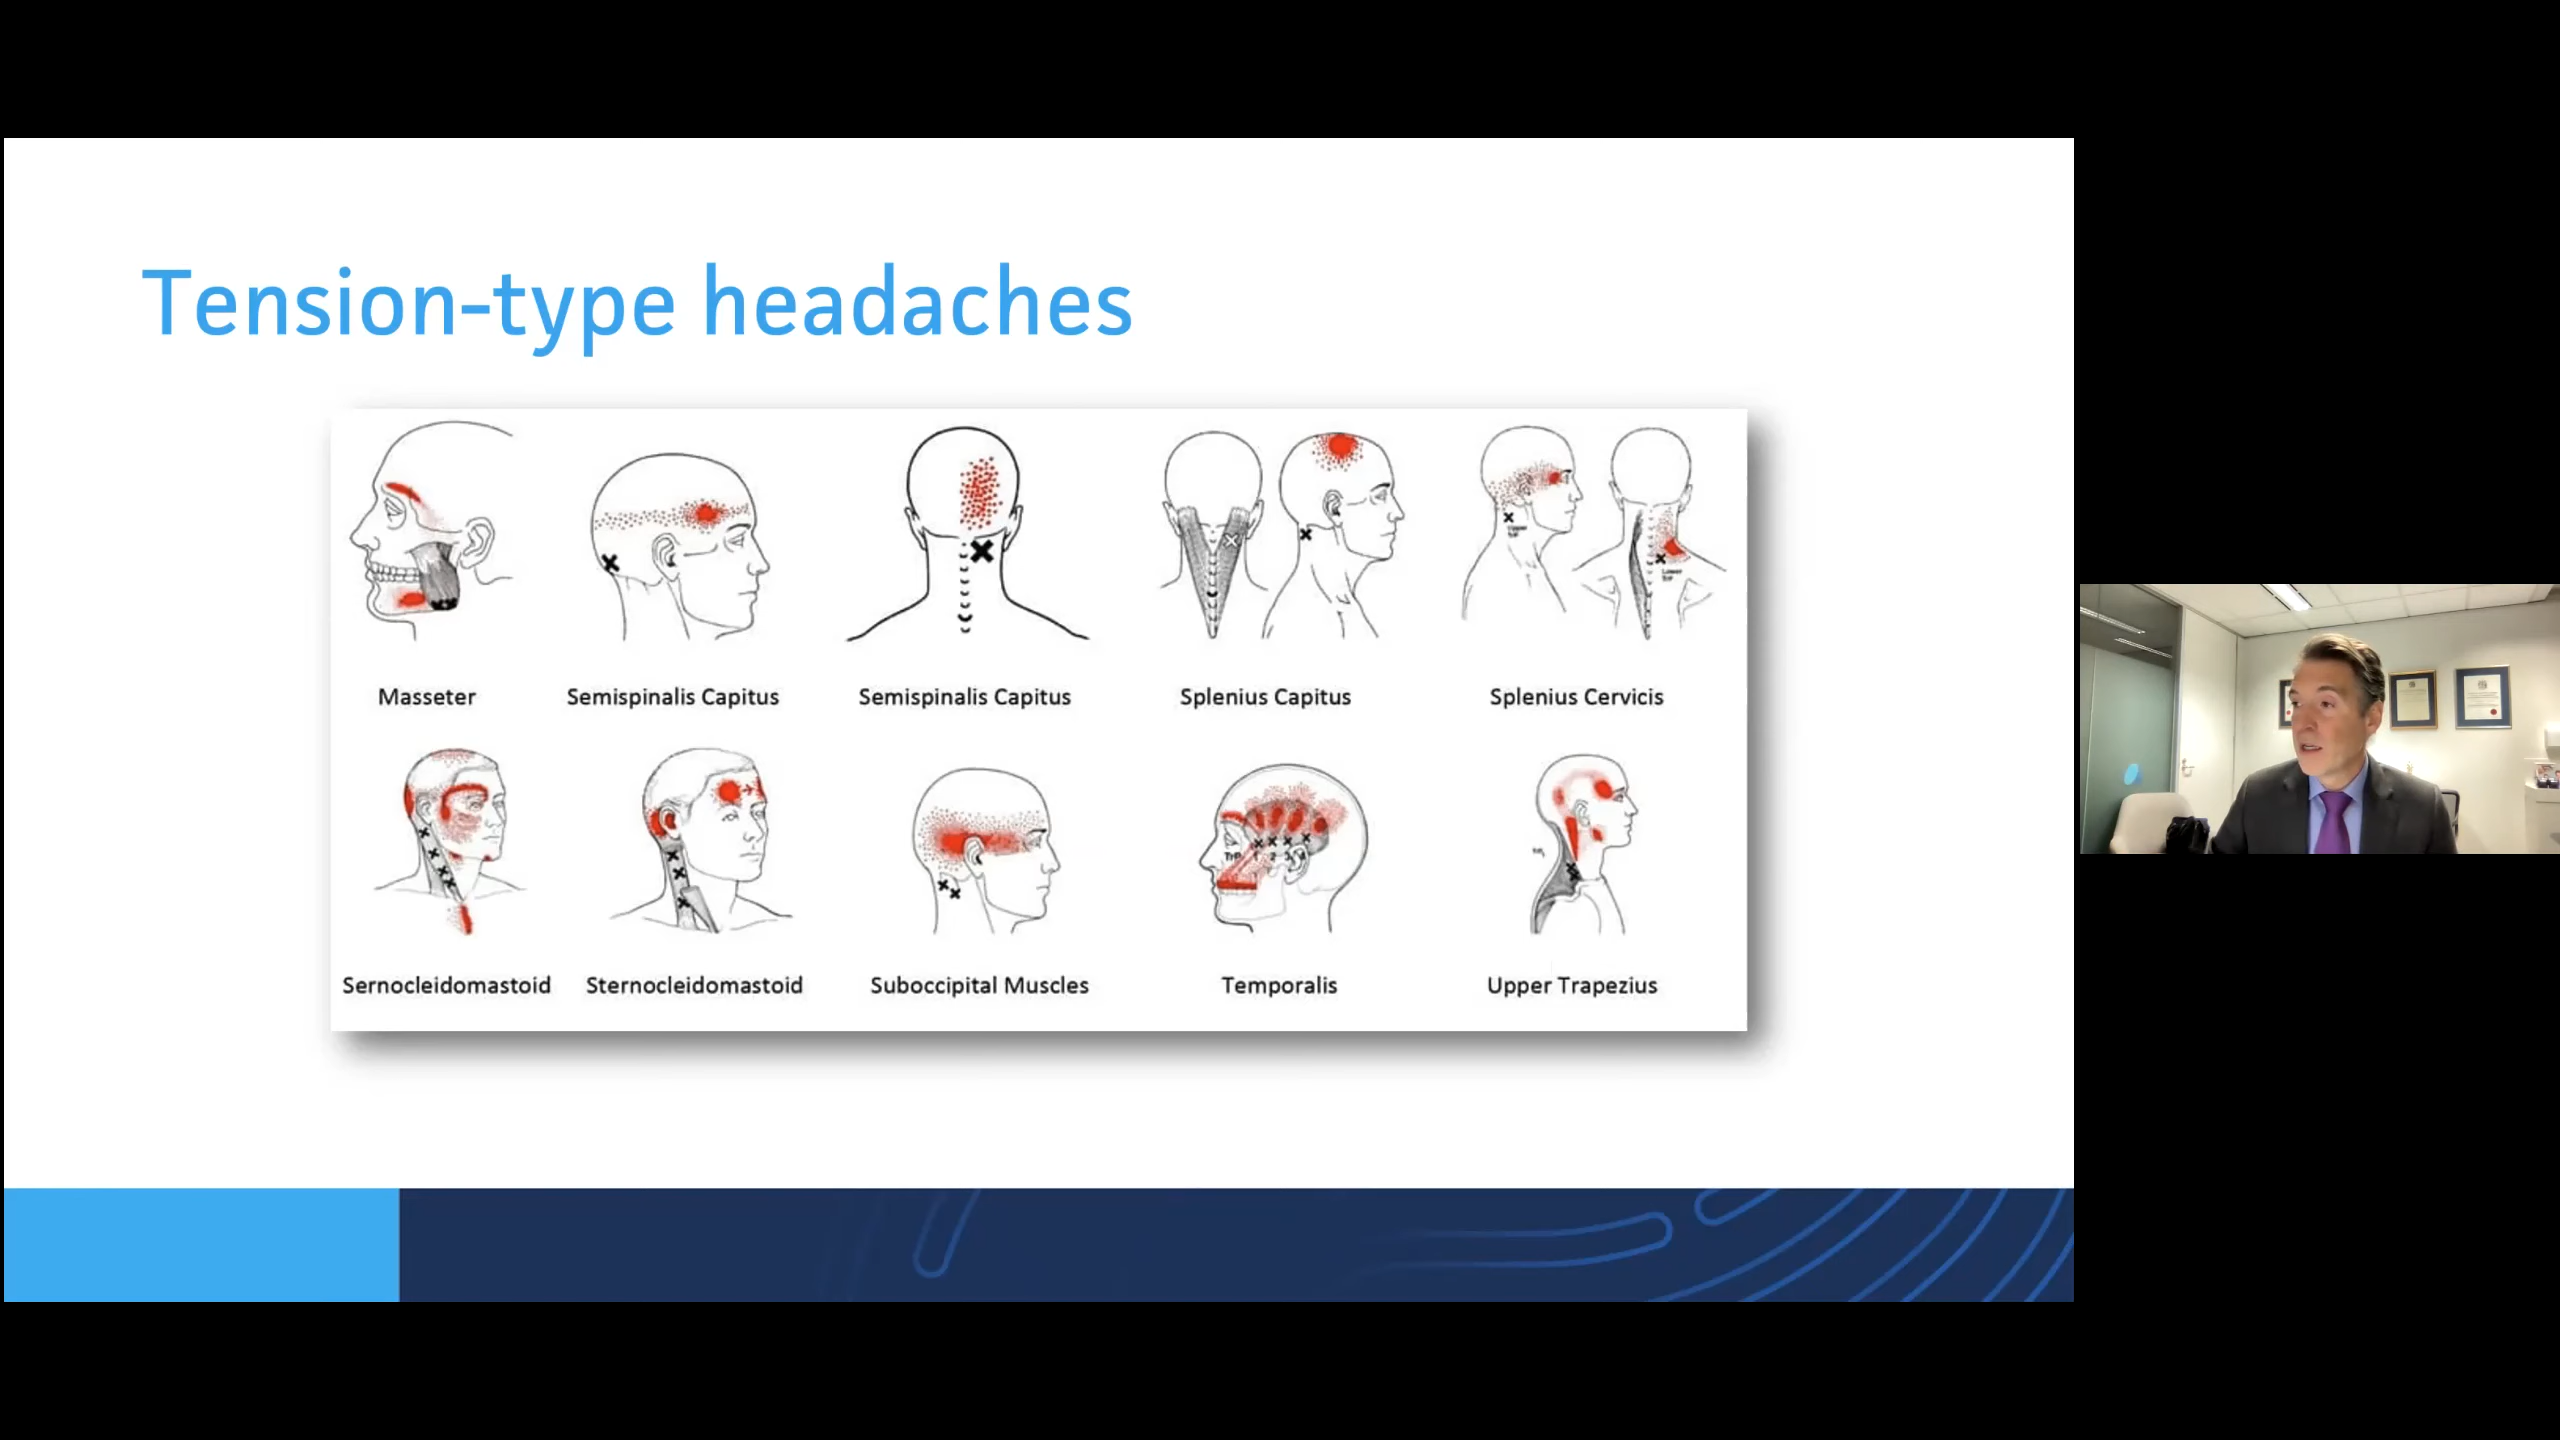 Tension-type headaches
Masseter
Semispinalis Capitus
Semispinalis Capitus
Splenius Capitus
Splenius Cervicis
Sernocleidomastoid
Sternocleidomastoid
Suboccipital Muscles
Temporalis
Upper Trapezius